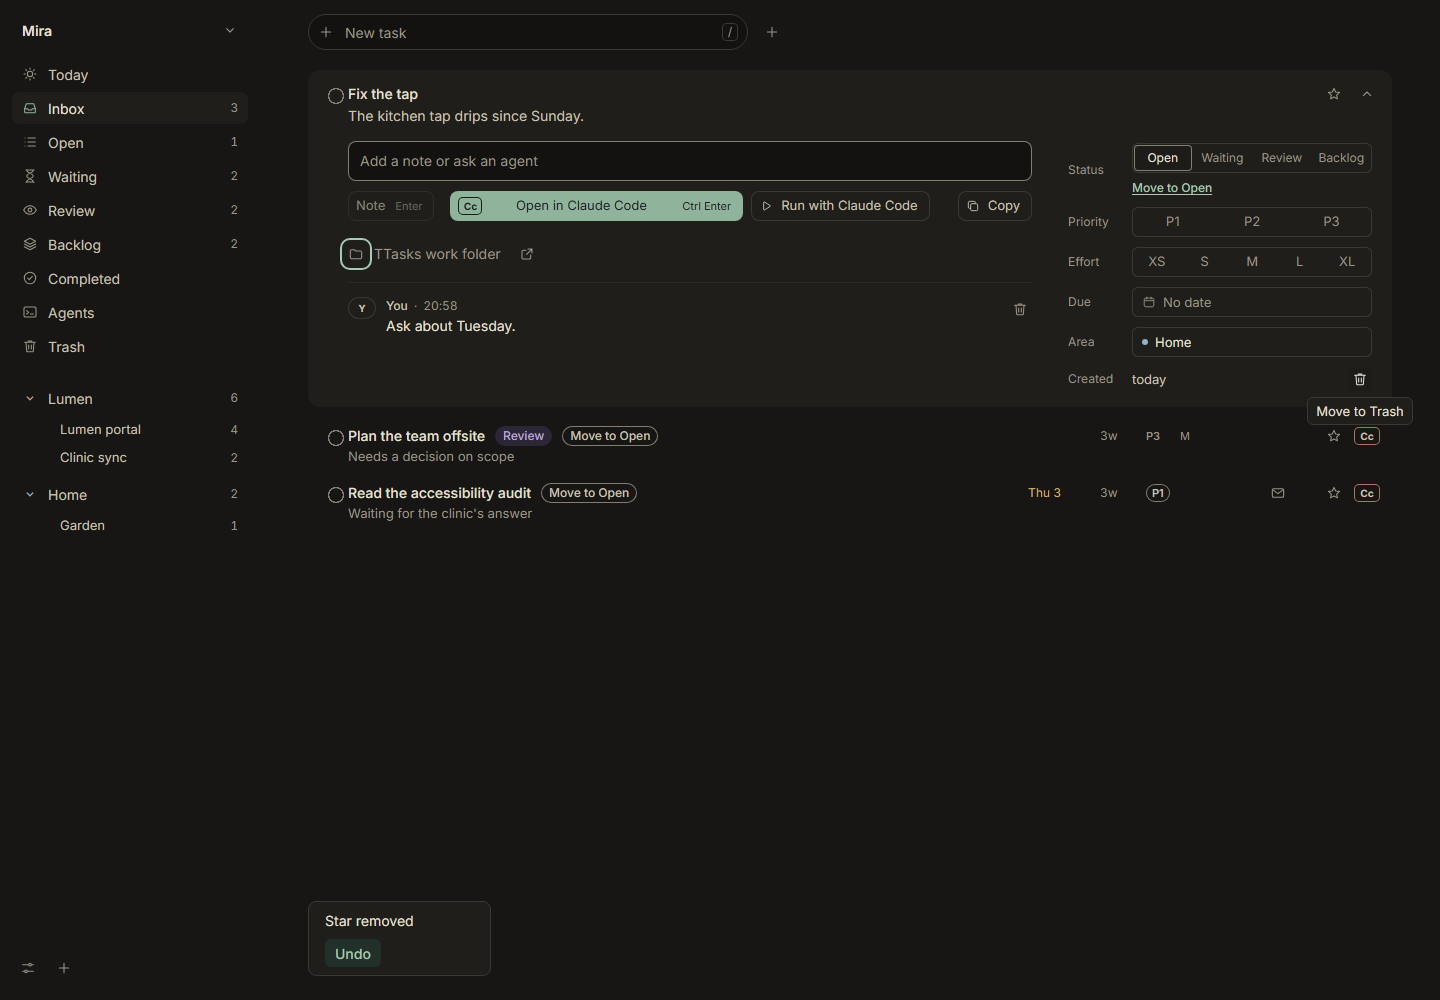 Mira
New task /
Today
Inbox 3
Open 1
Waiting 2
Review 2
Backlog 2
Completed
Agents
Trash
Lumen 6
Lumen portal 4
Clinic sync 2
Home 2
Garden 1
Fix the tap
The kitchen tap drips since Sunday.
Add a note or ask an agent
Note Enter
Cc Open in Claude Code Ctrl Enter
Run with Claude Code
Copy
TTasks work folder
Y You · 20:58
Ask about Tuesday.
Status Open Waiting Review Backlog
Move to Open
Priority P1 P2 P3
Effort XS S M L XL
Due No date
Area Home
Created today
Move to Trash
Plan the team offsite Review Move to Open 3w P3 M Cc
Needs a decision on scope
Read the accessibility audit Move to Open Thu 3 3w P1 Cc
Waiting for the clinic's answer
Star removed
Undo